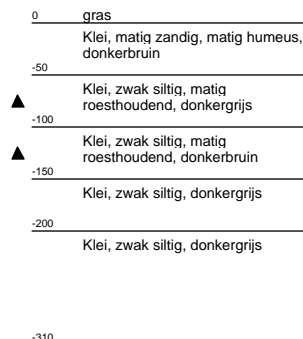 0 gras
Klei, matig zandig, matig humeus,
donkerbruin
-50
Klei, zwak siltig, matig
roesthoudend, donkergrijs
-100
Klei, zwak siltig, matig
roesthoudend, donkerbruin
-150
Klei, zwak siltig, donkergrijs
-200
Klei, zwak siltig, donkergrijs
-310